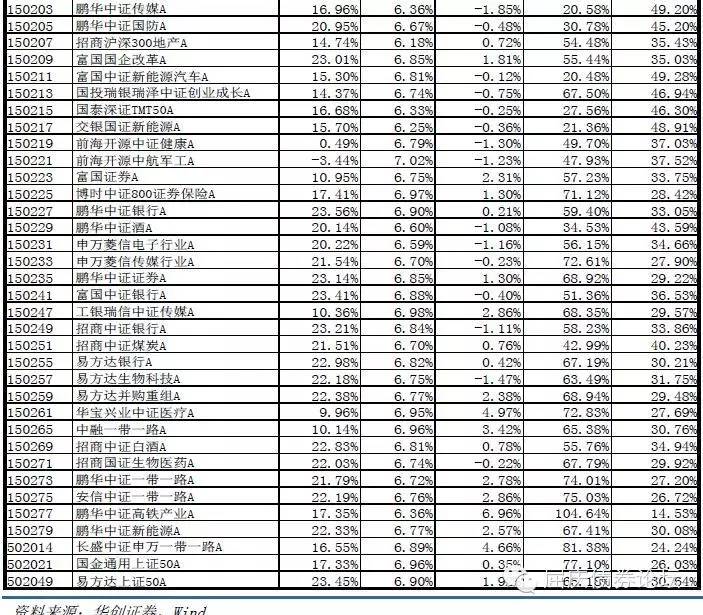 150203 鹏华中证传媒A 16.96% 6.36% -1.85% 20.58% 49.20%
150205 鹏华中证国防A 20.95% 6.67% -0.48% 30.78% 45.20%
150207 招商沪深300地产A 14.74% 6.18% 0.72% 54.48% 35.43%
150209 富国国企改革A 23.01% 6.85% 1.81% 55.44% 35.03%
150211 富国中证新能源汽车A 15.30% 6.81% -0.12% 20.48% 49.28%
150213 国投瑞银瑞泽中证创业成长A 14.37% 6.74% -0.75% 67.50% 46.94%
150215 国泰深证TMT50A 16.68% 6.33% -0.25% 27.56% 46.30%
150217 交银国证新能源A 15.70% 6.25% -0.36% 21.36% 48.91%
150219 前海开源中证健康A 0.49% 6.79% -1.30% 49.70% 37.03%
150221 前海开源中航军工A -3.44% 7.02% -1.23% 47.93% 37.52%
150223 富国证券A 10.95% 6.75% 2.31% 57.23% 33.75%
150225 博时中证800证券保险A 17.41% 6.97% 1.30% 71.12% 28.42%
150227 鹏华中证银行A 23.56% 6.90% 0.21% 59.40% 33.05%
150229 鹏华中证酒A 20.14% 6.60% -1.08% 34.53% 43.59%
150231 申万菱信电子行业A 20.22% 6.59% -1.16% 56.15% 34.66%
150233 申万菱信传媒行业A 21.54% 6.70% -0.23% 72.61% 27.90%
150235 鹏华中证证券A 23.14% 6.85% 1.30% 68.92% 29.22%
150241 富国中证银行A 23.41% 6.88% -0.40% 51.36% 36.53%
150247 工银瑞信中证传媒A 10.36% 6.98% 2.86% 68.35% 29.57%
150249 招商中证银行A 23.21% 6.84% -1.11% 58.23% 33.86%
150251 招商中证煤炭A 21.51% 6.70% 0.76% 42.99% 40.23%
150255 易方达银行A 22.98% 6.82% 0.42% 67.19% 30.21%
150257 易方达生物科技A 22.18% 6.75% -1.47% 63.49% 31.75%
150259 易方达并购重组A 22.38% 6.77% 2.38% 68.94% 29.48%
150261 华宝兴业中证医疗A 9.96% 6.95% 4.97% 72.83% 27.69%
150265 中融一带一路A 10.14% 6.96% 3.42% 65.38% 30.76%
150269 招商中证白酒A 22.83% 6.81% 0.78% 55.76% 34.94%
150271 招商国证生物医药A 22.03% 6.74% -0.22% 67.79% 29.92%
150273 鹏华中证一带一路A 21.79% 6.72% 2.78% 74.01% 27.20%
150275 安信中证一带一路A 22.19% 6.76% 2.86% 75.03% 26.72%
150277 鹏华中证高铁产业A 17.35% 6.36% 6.96% 104.64% 14.53%
150279 鹏华中证新能源A 22.33% 6.77% 2.57% 67.41% 30.08%
502014 长盛中证申万一带一路A 16.55% 6.89% 4.66% 81.38% 24.24%
502021 国金通用上证50A 17.33% 6.96% 0.35% 77.10% 26.03%
502049 易方达上证50A 23.45% 6.90%
资料来源：华创证券，Wind